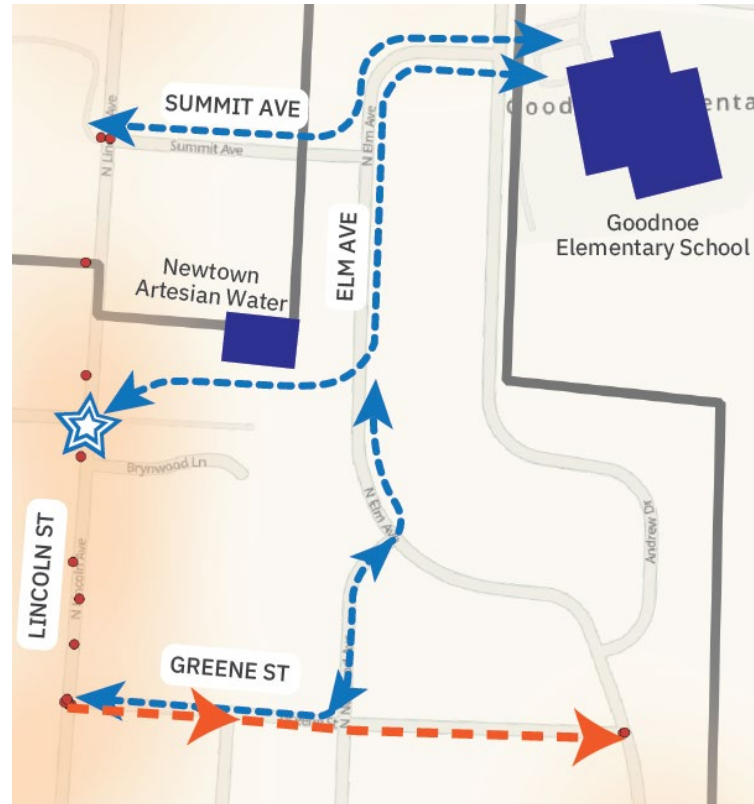 SUMMIT AVE
Summit Ave
N Elm Ave
ELM AVE
Goodnoe
Elementary School
Newtown
Artesian Water
Brynwood Ln
N Elm Ave
Andrew Dr
LINCOLN ST
N Lincoln Ave
GREENE ST